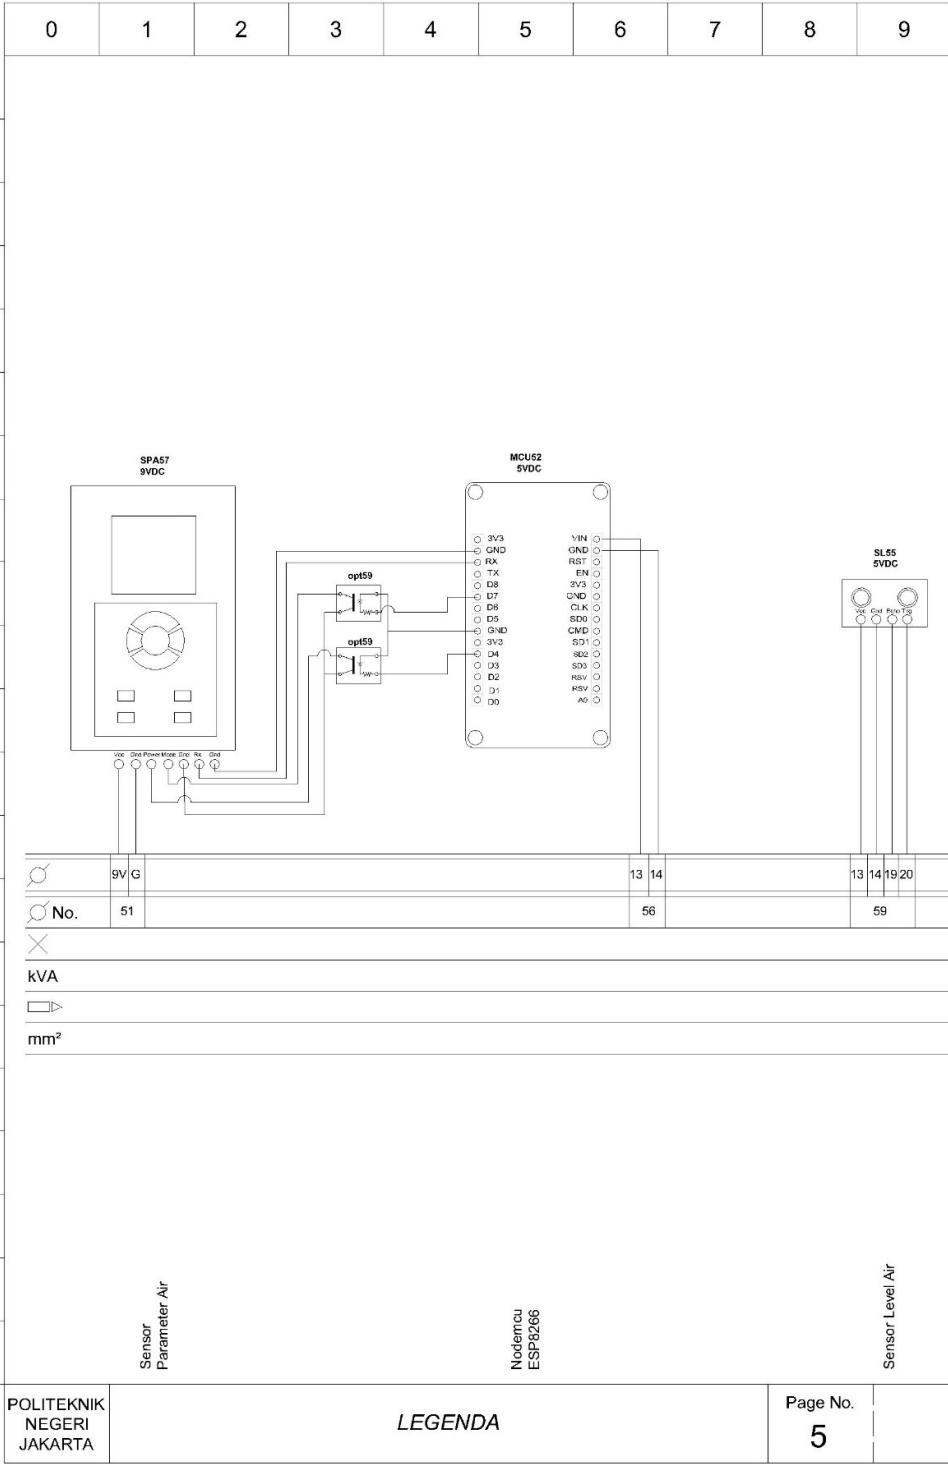 0 1 2 3 4 5 6 7 8 9
SPA57
9VDC
MCU52
5VDC
SL55
5VDC
opt59
opt59
3V3
GND
RX
TX
D8
D7
D6
D5
GND
3V3
D4
D3
D2
D1
D0
VIN
GND
RST
EN
3V3
GND
CLK
SD0
CMD
SD1
SD2
SD3
RSV
RSV
A0
Vcc Gnd Echo Trig
Vcc Gnd Power Mode Gnd Rx Gnd
9V G 13 14 13 14 19 20
No. 51 56 59
kVA
mm²
Sensor
Parameter Air
Nodemcu
ESP8266
Sensor Level Air
POLITEKNIK
NEGERI
JAKARTA
LEGENDA
Page No.
5